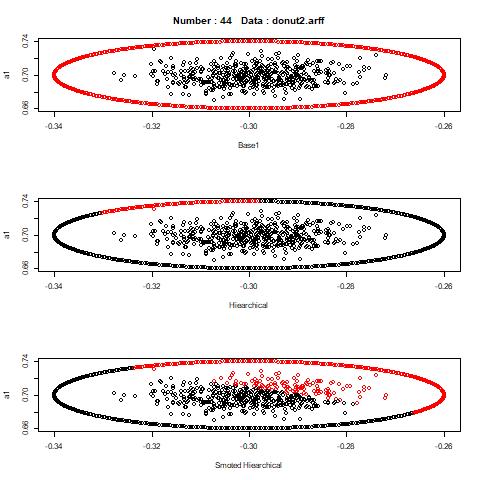 Number : 44 Data : donut2.arff
0.74
0.70
0.66
a1
-0.34 -0.32 -0.30 -0.28 -0.26
Base1
0.74
0.70
0.66
a1
-0.34 -0.32 -0.30 -0.28 -0.26
Hiearchical
0.74
0.70
0.66
a1
-0.34 -0.32 -0.30 -0.28 -0.26
Smoted Hiearchical